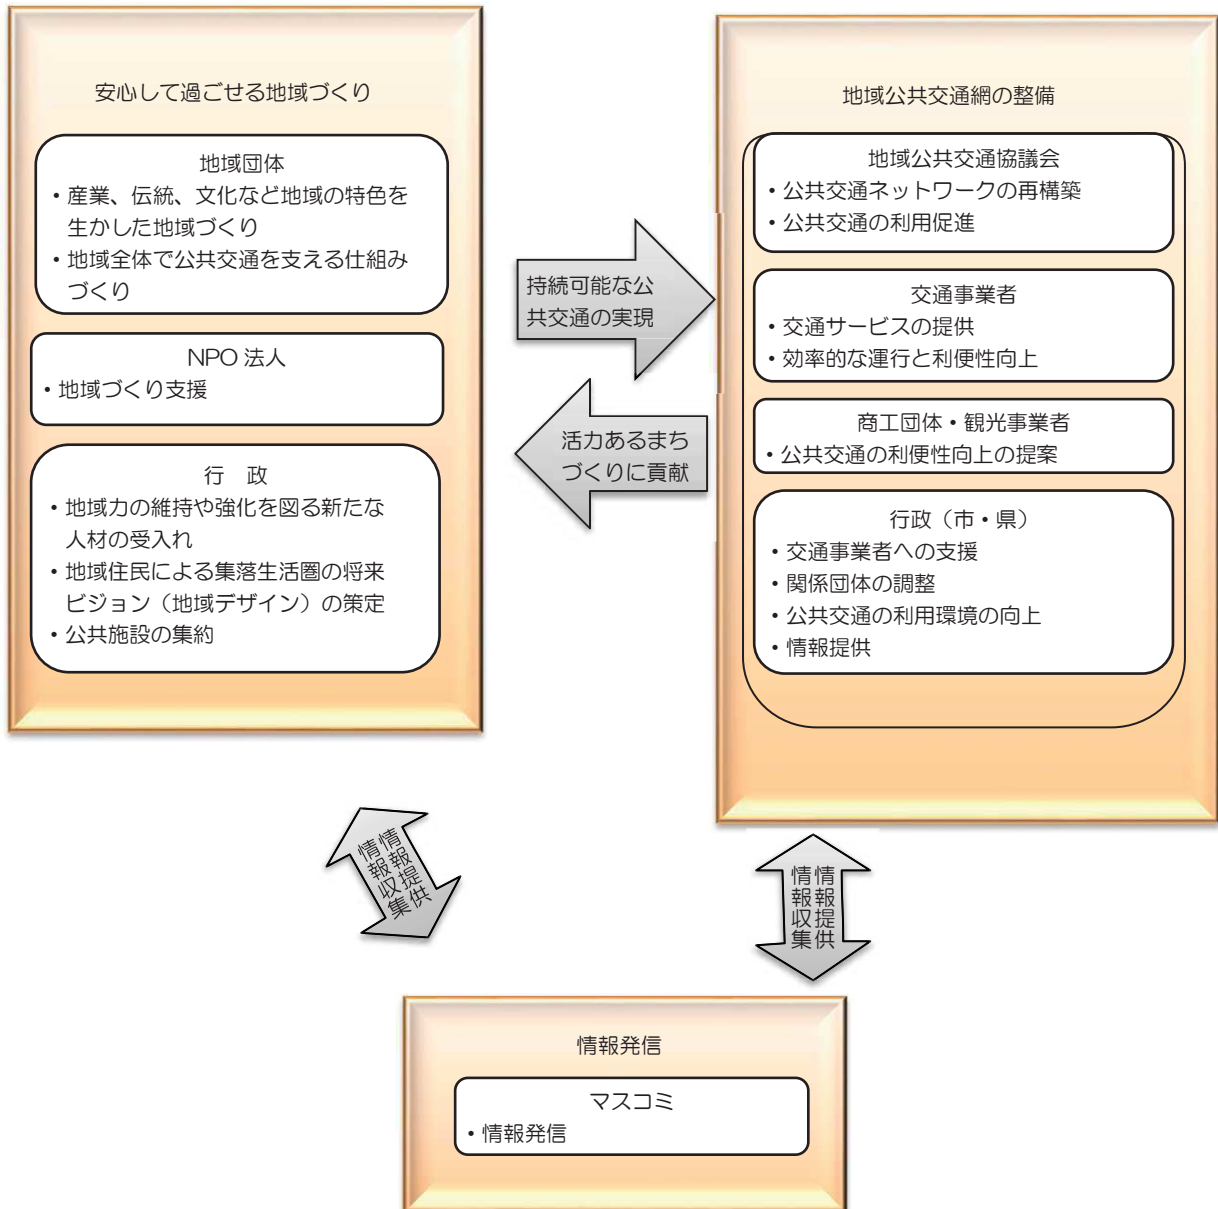 安心して過ごせる地域づくり
地域団体
・産業、伝統、文化など地域の特色を
生かした地域づくり
・地域全体で公共交通を支える仕組み
づくり
NPO 法人
・地域づくり支援
行　政
・地域力の維持や強化を図る新たな
人材の受入れ
・地域住民による集落生活圏の将来
ビジョン（地域デザイン）の策定
・公共施設の集約
持続可能な公
共交通の実現
活力あるまち
づくりに貢献
地域公共交通網の整備
地域公共交通協議会
・公共交通ネットワークの再構築
・公共交通の利用促進
交通事業者
・交通サービスの提供
・効率的な運行と利便性向上
商工団体・観光事業者
・公共交通の利便性向上の提案
行政（市・県）
・交通事業者への支援
・関係団体の調整
・公共交通の利用環境の向上
・情報提供
情報提供
情報収集
情報提供
情報収集
情報発信
マスコミ
・情報発信